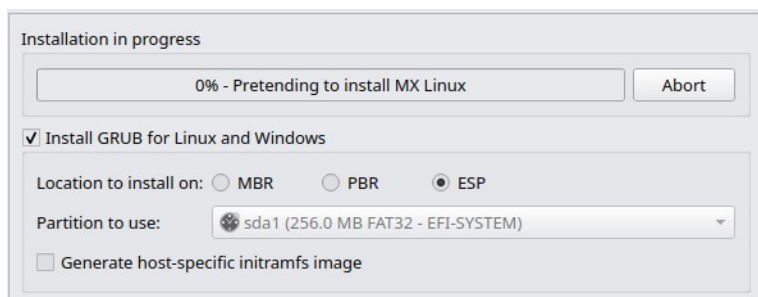 Installation in progress
0% - Pretending to install MX Linux Abort
Install GRUB for Linux and Windows
Location to install on: MBR PBR ESP
Partition to use: sda1 (256.0 MB FAT32 - EFI-SYSTEM)
Generate host-specific initramfs image